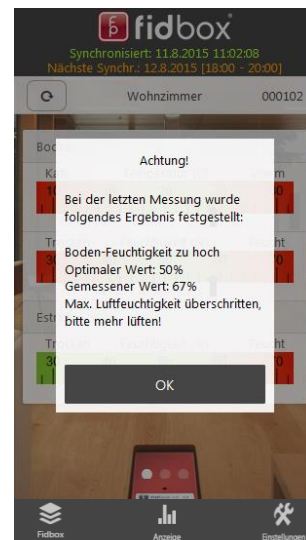 fidbox
Synchronisiert: 11.8.2015 11:02:08
Nächste Synchr.: 12.8.2015 [18:00 - 20:00]
Wohnzimmer 000102
Achtung!
Bei der letzten Messung wurde
folgendes Ergebnis festgestellt:
Boden-Feuchtigkeit zu hoch
Optimaler Wert: 50%
Gemessener Wert: 67%
Max. Luftfeuchtigkeit überschritten,
bitte mehr lüften!
OK
Fidbox Anzeige Einstellungen